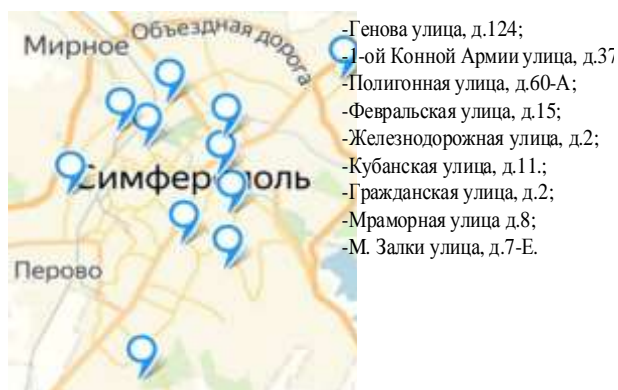 Мирное
Объездная дорога
Симферополь
Перово
-Генова улица, д.124;
-1-ой Конной Армии улица, д.37
-Полигонная улица, д.60-А;
-Февральская улица, д.15;
-Железнодорожная улица, д.2;
-Кубанская улица, д.11.;
-Гражданская улица, д.2;
-Мраморная улица д.8;
-М. Залки улица, д.7-Е.